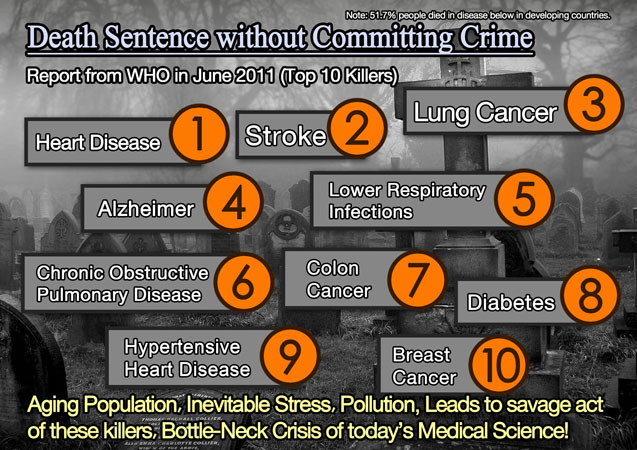 Note: 51.7% people died in disease below in developing countries.
Death Sentence without Committing Crime
Report from WHO in June 2011 (Top 10 Killers)
Heart Disease 1
Stroke 2
Lung Cancer 3
Alzheimer 4
Lower Respiratory
Infections 5
Chronic Obstructive
Pulmonary Disease 6
Colon
Cancer 7
Diabetes 8
Hypertensive
Heart Disease 9
Breast
Cancer 10
Aging Population, Inevitable Stress, Pollution, Leads to savage act
of these killers; Bottle-Neck Crisis of today's Medical Science!